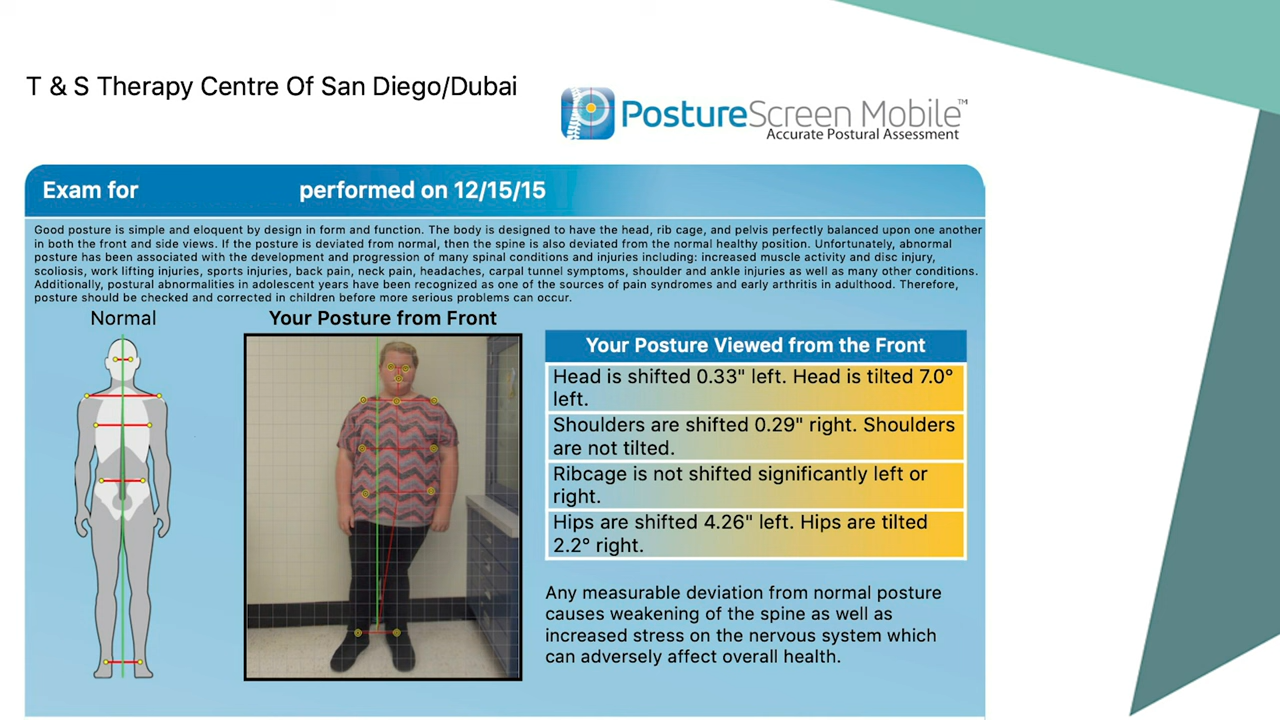 T & S Therapy Centre Of San Diego/Dubai
PostureScreen Mobile™
Accurate Postural Assessment
Exam for performed on 12/15/15
Good posture is simple and eloquent by design in form and function. The body is designed to have the head, rib cage, and pelvis perfectly balanced upon one another
in both the front and side views. If the posture is deviated from normal, then the spine is also deviated from the normal healthy position. Unfortunately, abnormal
posture has been associated with the development and progression of many spinal conditions and injuries including: increased muscle activity and disc injury,
scoliosis, work lifting injuries, sports injuries, back pain, neck pain, headaches, carpal tunnel symptoms, shoulder and ankle injuries as well as many other conditions.
Additionally, postural abnormalities in adolescent years have been recognized as one of the sources of pain syndromes and early arthritis in adulthood. Therefore,
posture should be checked and corrected in children before more serious problems can occur.
Normal
Your Posture from Front
Your Posture Viewed from the Front
Head is shifted 0.33" left. Head is tilted 7.0°
left.
Shoulders are shifted 0.29" right. Shoulders
are not tilted.
Ribcage is not shifted significantly left or
right.
Hips are shifted 4.26" left. Hips are tilted
2.2° right.
Any measurable deviation from normal posture
causes weakening of the spine as well as
increased stress on the nervous system which
can adversely affect overall health.